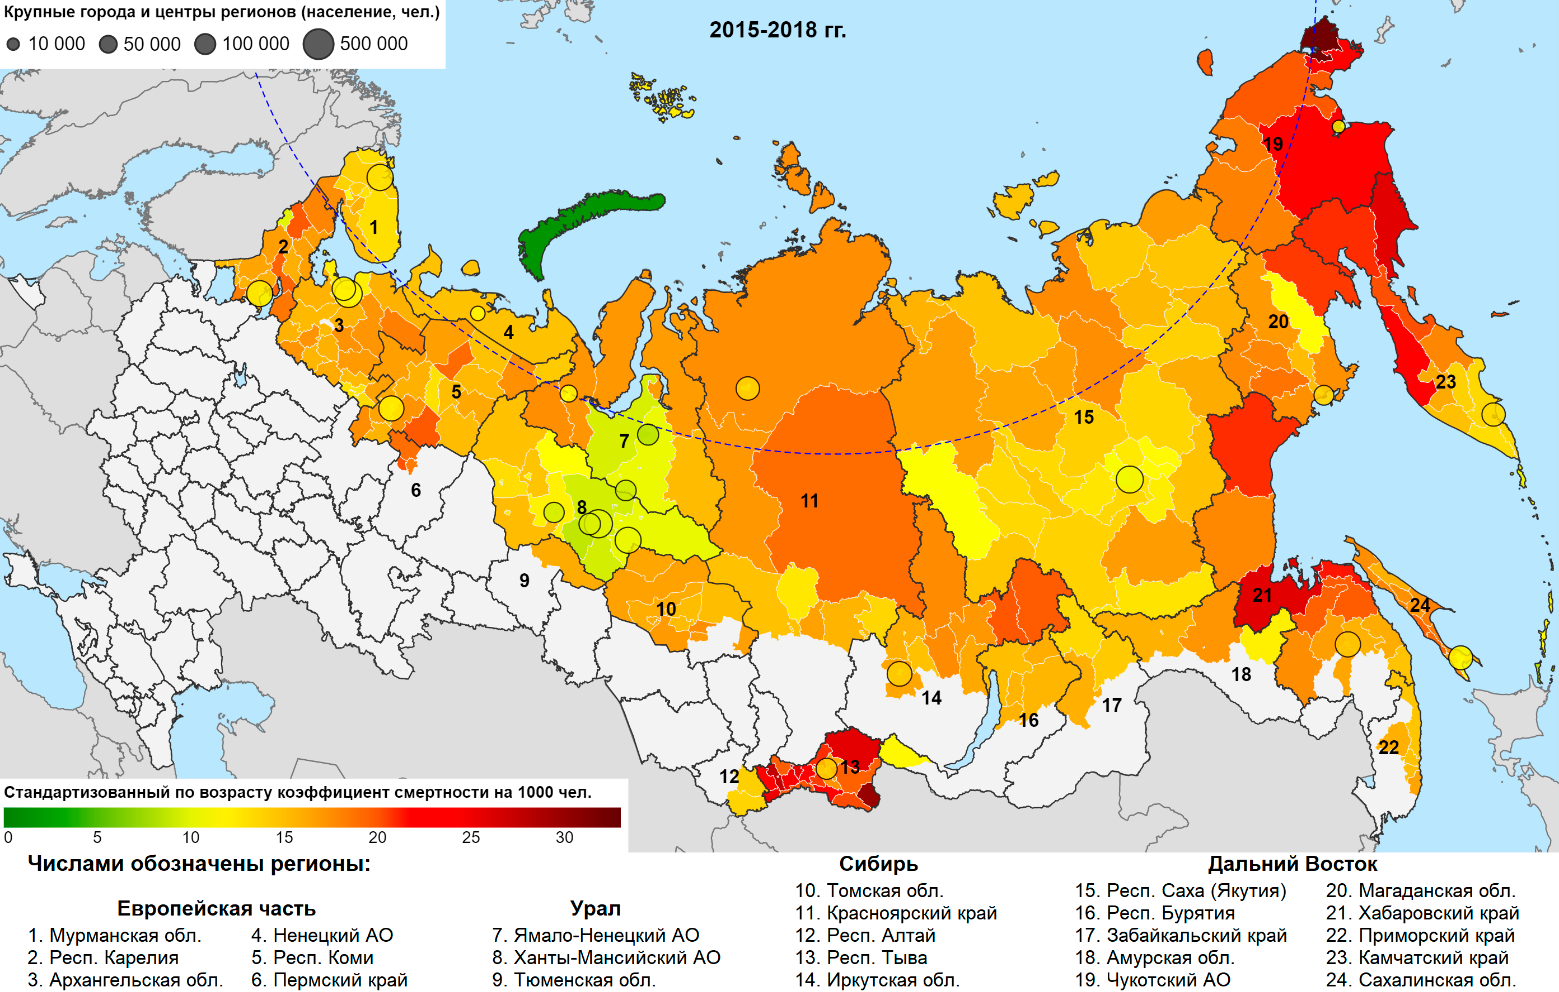 Крупные города и центры регионов (население, чел.)
10 000 50 000 100 000 500 000
2015-2018 гг.
1
2
3
4
5
6
7
8
9
10
11
12
13
14
15
16
17
18
19
20
21
22
23
24
Стандартизованный по возрасту коэффициент смертности на 1000 чел.
0 5 10 15 20 25 30
Числами обозначены регионы:
Европейская часть
1. Мурманская обл.
2. Респ. Карелия
3. Архангельская обл.
4. Ненецкий АО
5. Респ. Коми
6. Пермский край
Урал
7. Ямало-Ненецкий АО
8. Ханты-Мансийский АО
9. Тюменская обл.
Сибирь
10. Томская обл.
11. Красноярский край
12. Респ. Алтай
13. Респ. Тыва
14. Иркутская обл.
Дальний Восток
15. Респ. Саха (Якутия)
16. Респ. Бурятия
17. Забайкальский край
18. Амурская обл.
19. Чукотский АО
20. Магаданская обл.
21. Хабаровский край
22. Приморский край
23. Камчатский край
24. Сахалинская обл.